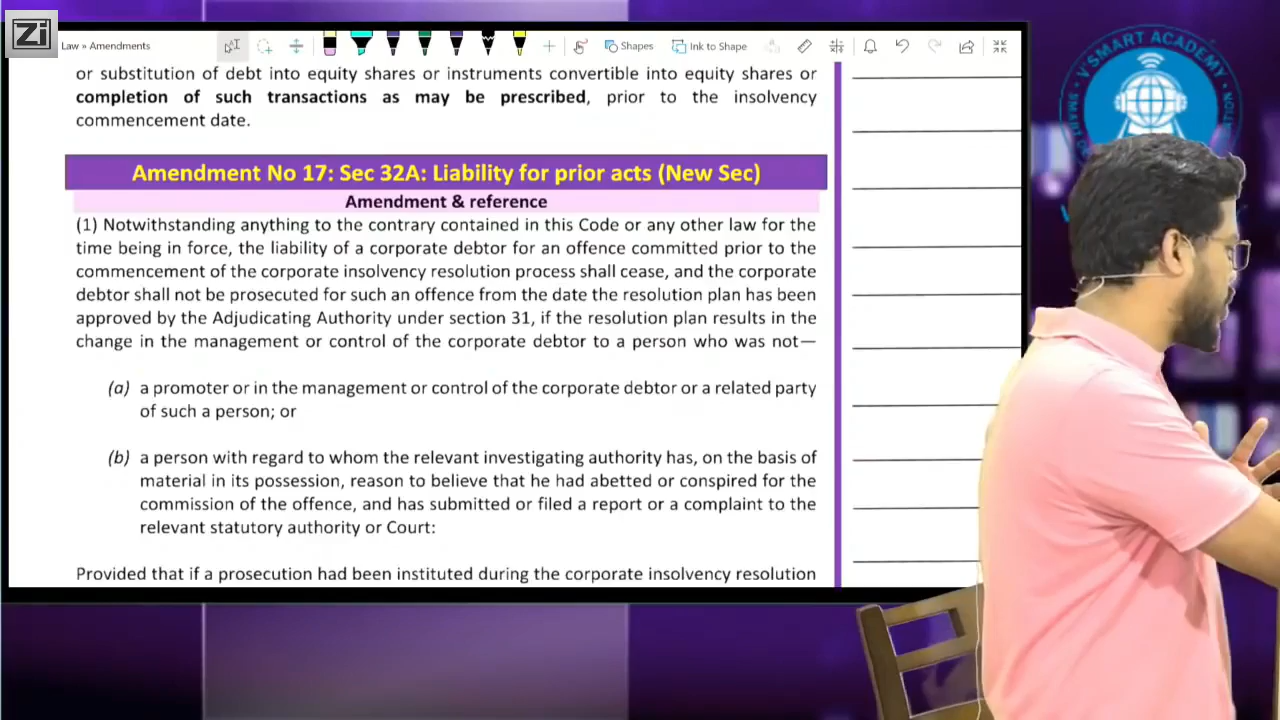 Zi
Law » Amendments
Shapes
Ink to Shape
or substitution of debt into equity shares or instruments convertible into equity shares or
completion of such transactions as may be prescribed, prior to the insolvency
commencement date.
Amendment No 17: Sec 32A: Liability for prior acts (New Sec)
Amendment & reference
(1) Notwithstanding anything to the contrary contained in this Code or any other law for the
time being in force, the liability of a corporate debtor for an offence committed prior to the
commencement of the corporate insolvency resolution process shall cease, and the corporate
debtor shall not be prosecuted for such an offence from the date the resolution plan has been
approved by the Adjudicating Authority under section 31, if the resolution plan results in the
change in the management or control of the corporate debtor to a person who was not—
(a) a promoter or in the management or control of the corporate debtor or a related party
of such a person; or
(b) a person with regard to whom the relevant investigating authority has, on the basis of
material in its possession, reason to believe that he had abetted or conspired for the
commission of the offence, and has submitted or filed a report or a complaint to the
relevant statutory authority or Court:
Provided that if a prosecution had been instituted during the corporate insolvency resolution
V'SMART ACADEMY